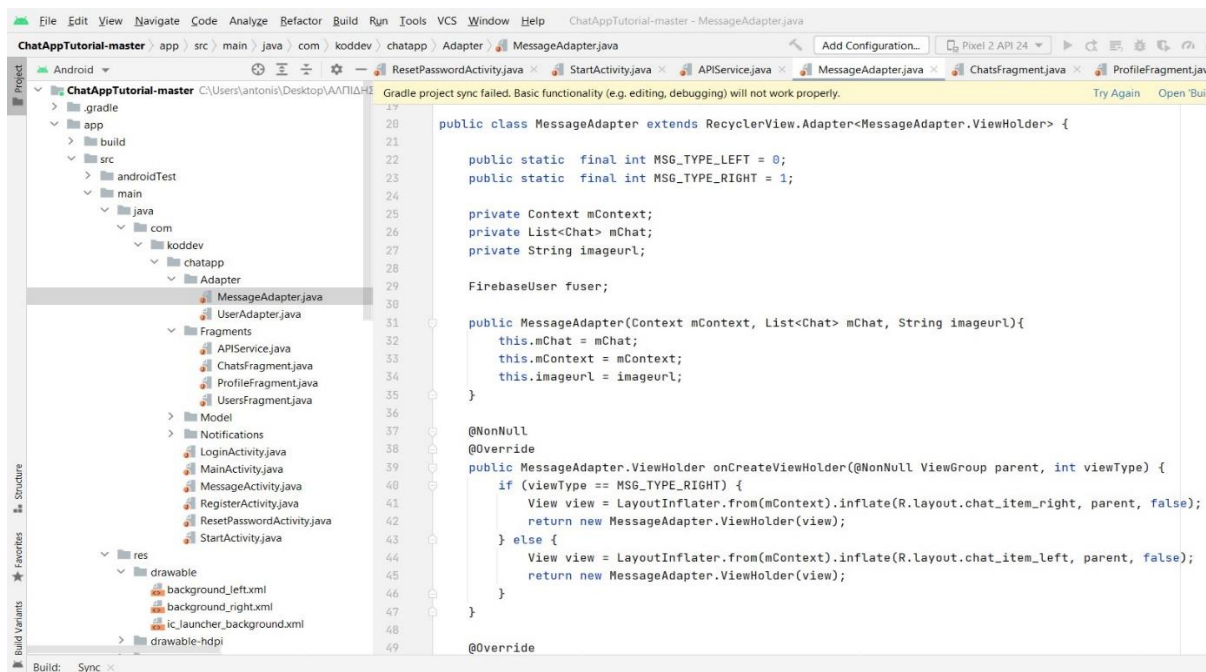 File Edit View Navigate Code Analyze Refactor Build Run Tools VCS Window Help ChatAppTutorial-master - MessageAdapter.java
ChatAppTutorial-master app src main java com koddev chatapp Adapter MessageAdapter.java Add Configuration... Pixel 2 API 24
Project
Android
ResetPasswordActivity.java StartActivity.java APIService.java MessageAdapter.java ChatsFragment.java ProfileFragment.jav
Gradle project sync failed. Basic functionality (e.g. editing, debugging) will not work properly. Try Again Open 'Bui
ChatAppTutorial-master C:\Users\antonis\Desktop\ΑΛΠΙΔΗΣ
.gradle
app
build
src
androidTest
main
java
com
koddev
chatapp
Adapter
MessageAdapter.java
UserAdapter.java
Fragments
APIService.java
ChatsFragment.java
ProfileFragment.java
UsersFragment.java
Model
Notifications
LoginActivity.java
MainActivity.java
MessageActivity.java
RegisterActivity.java
ResetPasswordActivity.java
StartActivity.java
res
drawable
background_left.xml
background_right.xml
ic_launcher_background.xml
drawable-hdpi
19
20 public class MessageAdapter extends RecyclerView.Adapter<MessageAdapter.ViewHolder> {
21
22 public static final int MSG_TYPE_LEFT = 0;
23 public static final int MSG_TYPE_RIGHT = 1;
24
25 private Context mContext;
26 private List<Chat> mChat;
27 private String imageurl;
28
29 FirebaseUser fuser;
30
31 public MessageAdapter(Context mContext, List<Chat> mChat, String imageurl){
32 this.mChat = mChat;
33 this.mContext = mContext;
34 this.imageurl = imageurl;
35 }
36
37 @NonNull
38 @Override
39 public MessageAdapter.ViewHolder onCreateViewHolder(@NonNull ViewGroup parent, int viewType) {
40 if (viewType == MSG_TYPE_RIGHT) {
41 View view = LayoutInflater.from(mContext).inflate(R.layout.chat_item_right, parent, false);
42 return new MessageAdapter.ViewHolder(view);
43 } else {
44 View view = LayoutInflater.from(mContext).inflate(R.layout.chat_item_left, parent, false);
45 return new MessageAdapter.ViewHolder(view);
46 }
47 }
48
49 @Override
Structure
Favorites
Build Variants
Build: Sync